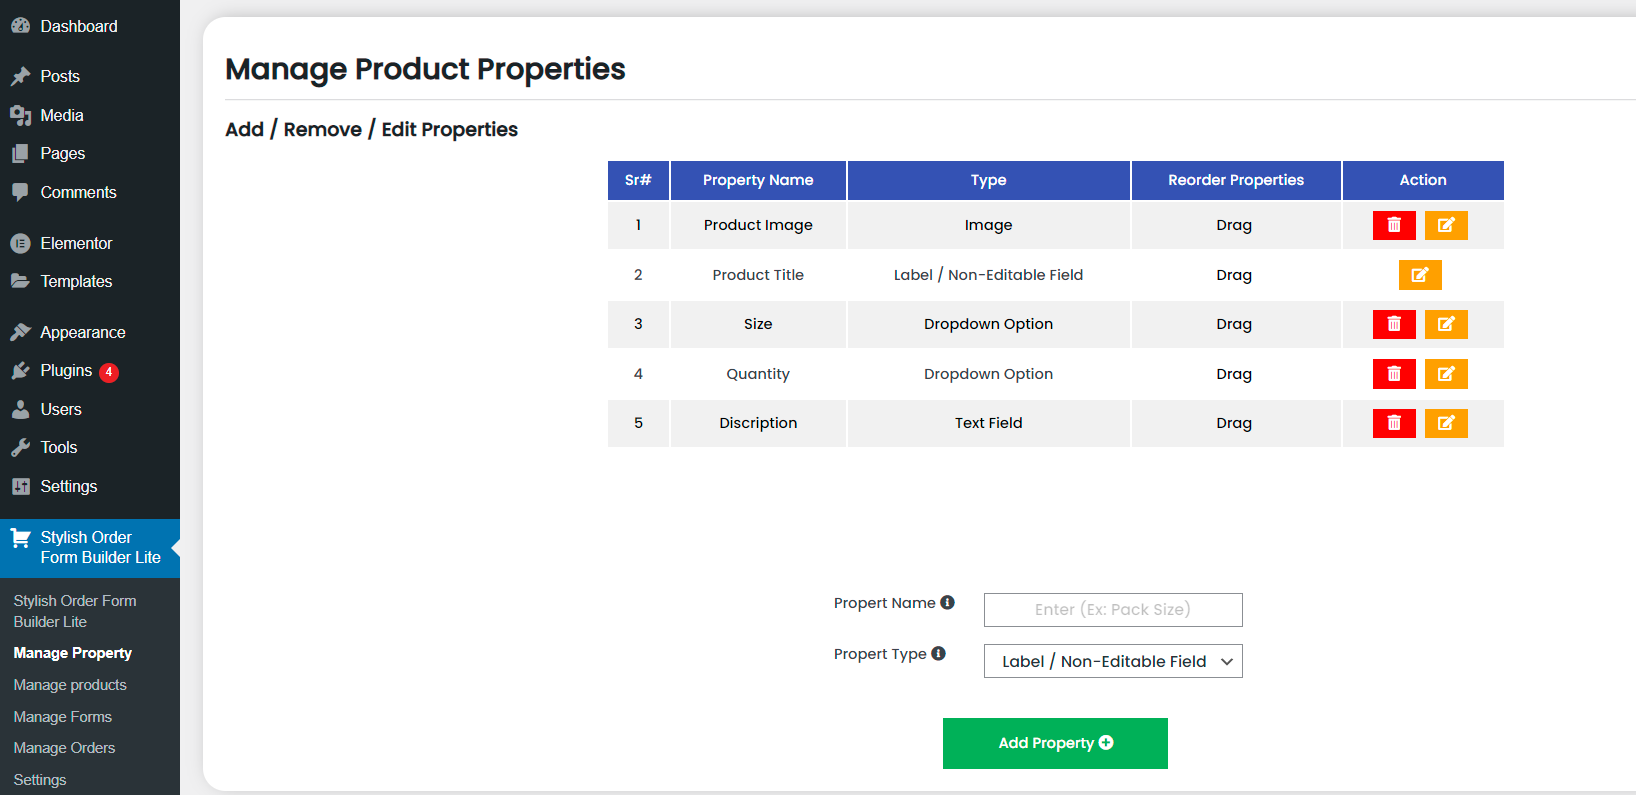 Dashboard
Posts
Media
Pages
Comments
Elementor
Templates
Appearance
Plugins 4
Users
Tools
Settings
Stylish Order
Form Builder Lite
Stylish Order Form
Builder Lite
Manage Property
Manage products
Manage Forms
Manage Orders
Settings
Manage Product Properties
Add / Remove / Edit Properties
Sr# Property Name Type Reorder Properties Action
1 Product Image Image Drag
2 Product Title Label / Non-Editable Field Drag
3 Size Dropdown Option Drag
4 Quantity Dropdown Option Drag
5 Discription Text Field Drag
Propert Name Enter (Ex: Pack Size)
Propert Type Label / Non-Editable Field
Add Property